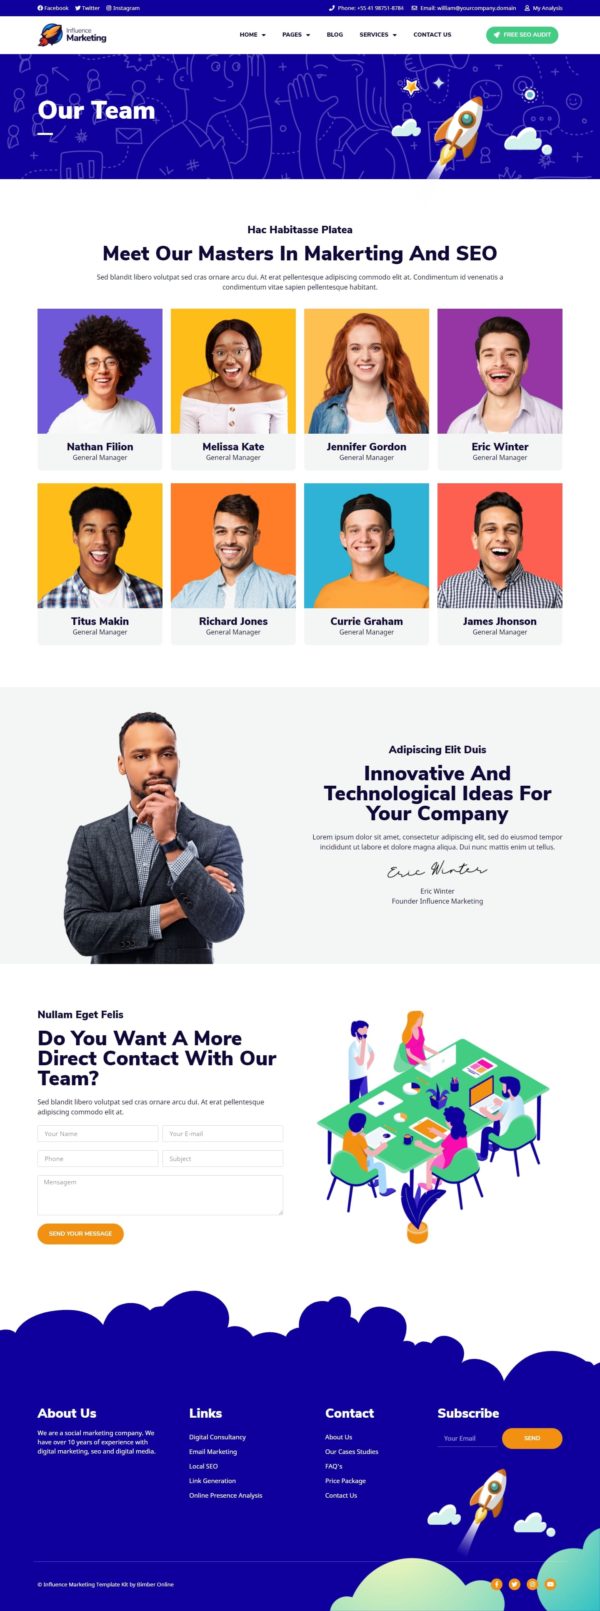 Facebook Twitter Instagram Phone: +55 41 98751-8784 Email: william@yourcompany.domain My Analysis
Influence
Marketing
HOME PAGES BLOG SERVICES CONTACT US FREE SEO AUDIT
Our Team
Hac Habitasse Platea
Meet Our Masters In Makerting And SEO
Sed blandit libero volutpat sed cras ornare arcu dui. At erat pellentesque adipiscing commodo elit at. Condimentum id venenatis a
condimentum vitae sapien pellentesque habitant.
Nathan Filion
General Manager
Melissa Kate
General Manager
Jennifer Gordon
General Manager
Eric Winter
General Manager
Titus Makin
General Manager
Richard Jones
General Manager
Currie Graham
General Manager
James Jhonson
General Manager
Adipiscing Elit Duis
Innovative And
Technological Ideas For
Your Company
Lorem ipsum dolor sit amet, consectetur adipiscing elit, sed do eiusmod tempor
incididunt ut labore et dolore magna aliqua. Dui nunc mattis enim ut tellus.
Eric Winter
Eric Winter
Founder Influence Marketing
Nullam Eget Felis
Do You Want A More
Direct Contact With Our
Team?
Sed blandit libero volutpat sed cras ornare arcu dui. At erat pellentesque
adipiscing commodo elit at.
Your Name Your E-mail
Phone Subject
Mensagem
SEND YOUR MESSAGE
About Us
We are a social marketing company. We
have over 10 years of experience with
digital marketing, seo and digital media.
Links
Digital Consultancy
Email Marketing
Local SEO
Link Generation
Online Presence Analysis
Contact
About Us
Our Cases Studies
FAQ's
Price Package
Contact Us
Subscribe
Your Email SEND
© Influence Marketing Template Kit by Bimber Online